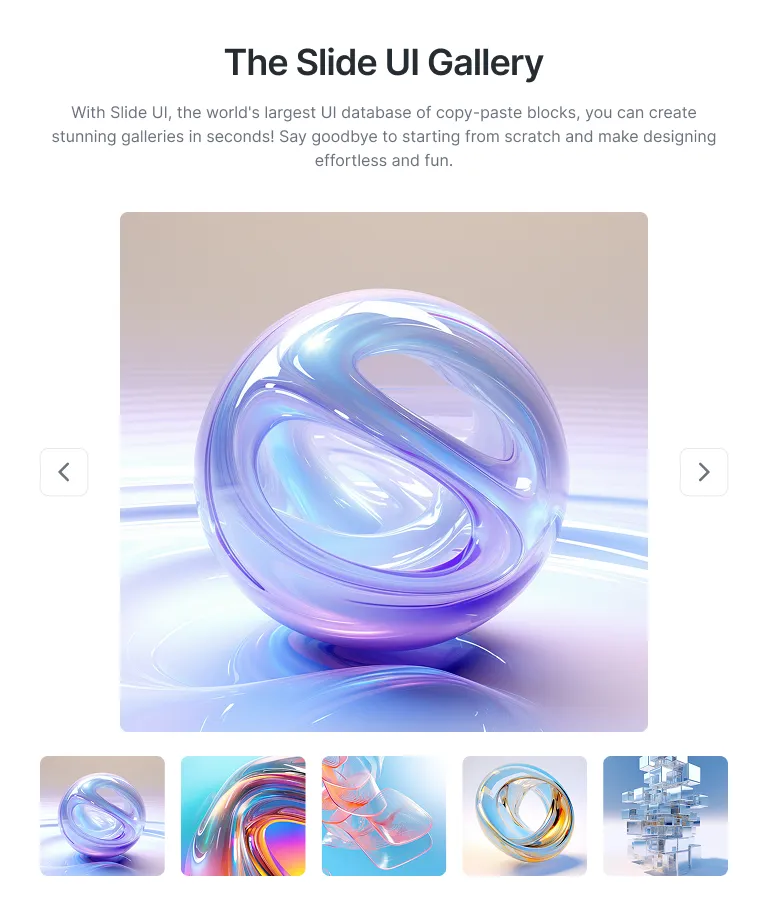 The Slide UI Gallery
With Slide UI, the world's largest UI database of copy-paste blocks, you can create
stunning galleries in seconds! Say goodbye to starting from scratch and make designing
effortless and fun.